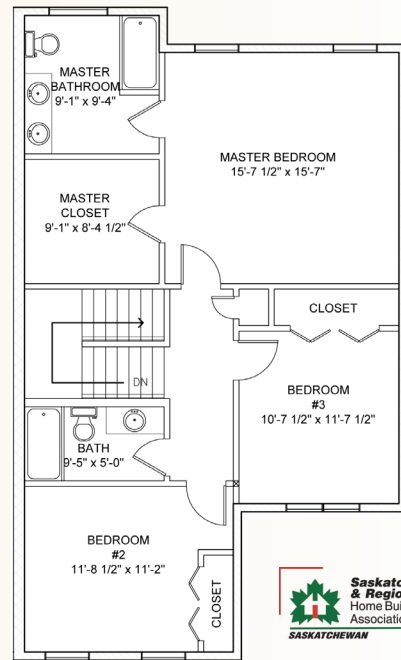 MASTER
BATHROOM
9'-1" x 9'-4"
MASTER BEDROOM
15'-7 1/2" x 15'-7"
MASTER
CLOSET
9'-1" x 8'-4 1/2"
CLOSET
DN
BEDROOM
#3
10'-7 1/2" x 11'-7 1/2"
BATH
9'-5" x 5'-0"
BEDROOM
#2
11'-8 1/2" x 11'-2"
CLOSET
& Regio
Home Bui
Associatio
SASKATCHEWAN